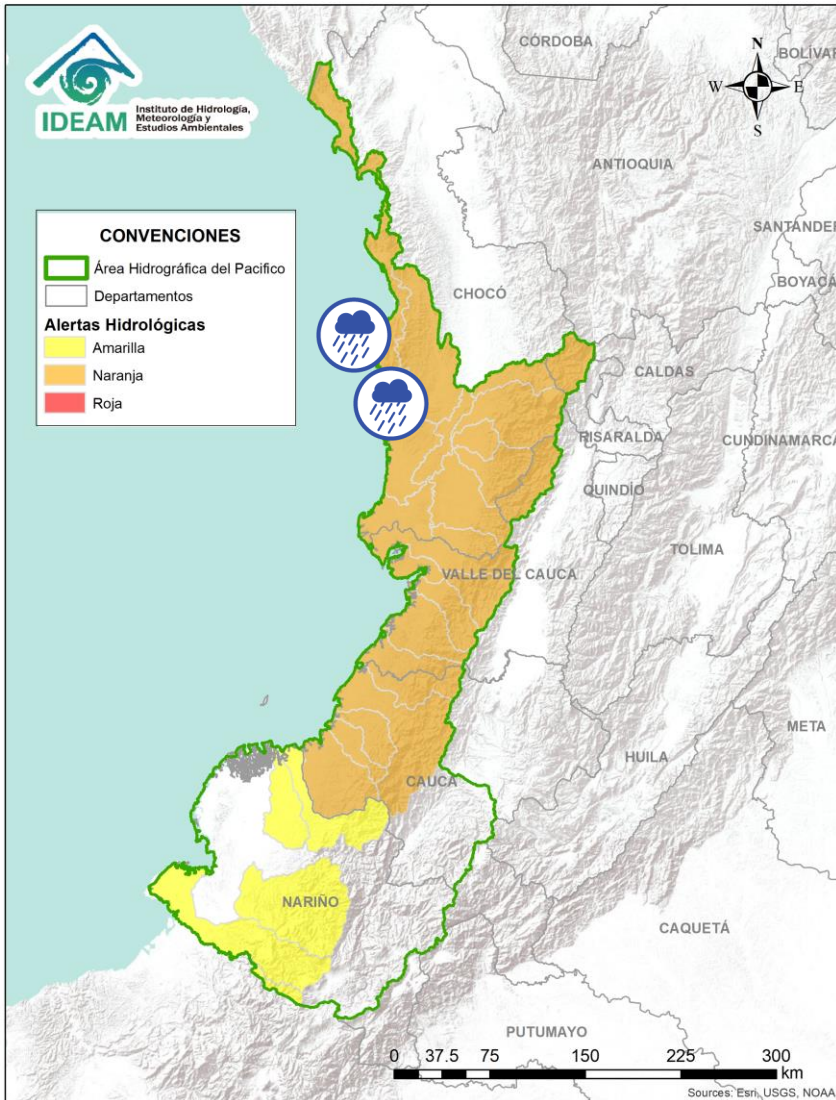 CÓRDOBA
BOLÍVAR
N
W E
S
IDEAM
Instituto de Hidrología,
Meteorología y
Estudios Ambientales
ANTIOQUIA
SANTANDER
CONVENCIONES
Área Hidrográfica del Pacifico
Departamentos
Alertas Hidrológicas
Amarilla
Naranja
Roja
BOYACÁ
CHOCÓ
CALDAS
RISARALDA
CUNDINAMARCA
QUINDÍO
TOLIMA
VALLE DEL CAUCA
META
HUILA
CAUCA
NARIÑO
CAQUETÁ
PUTUMAYO
0 37.5 75 150 225 300
km
Sources: Esri, USGS, NOAA